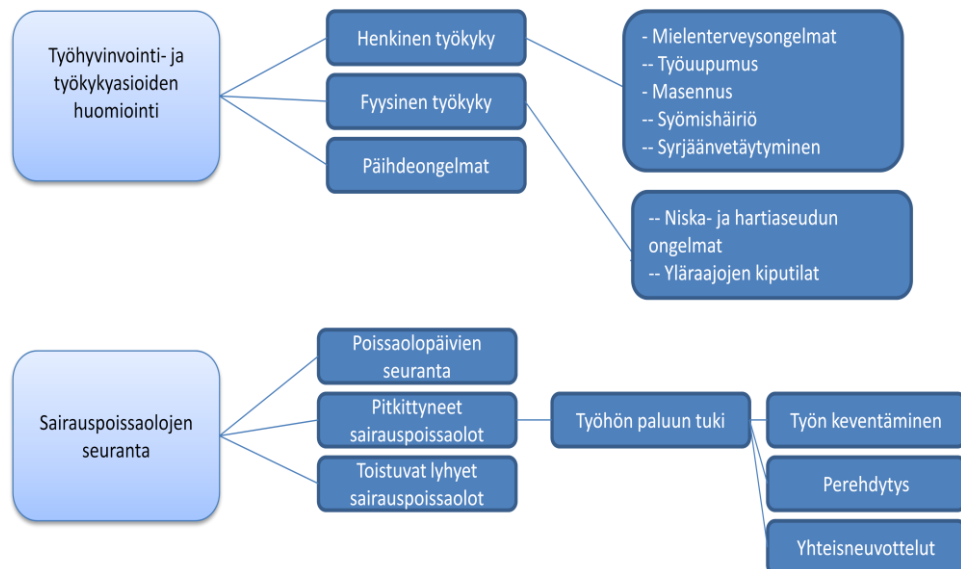 Työhyvinvointi- ja
työkykyasioiden
huomiointi
Henkinen työkyky
Fyysinen työkyky
Päihdeongelmat
- Mielenterveysongelmat
-- Työuupumus
- Masennus
-- Syömishäiriö
-- Syrjäänvetäytyminen
-- Niska- ja hartiaseudun
ongelmat
-- Yläraajojen kiputilat
Sairauspoissaolojen
seuranta
Poissaolopäivien
seuranta
Pitkittyneet
sairauspoissaolot
Toistuvat lyhyet
sairauspoissaolot
Työhön paluun tuki
Työn keventäminen
Perehdytys
Yhteisneuvottelut